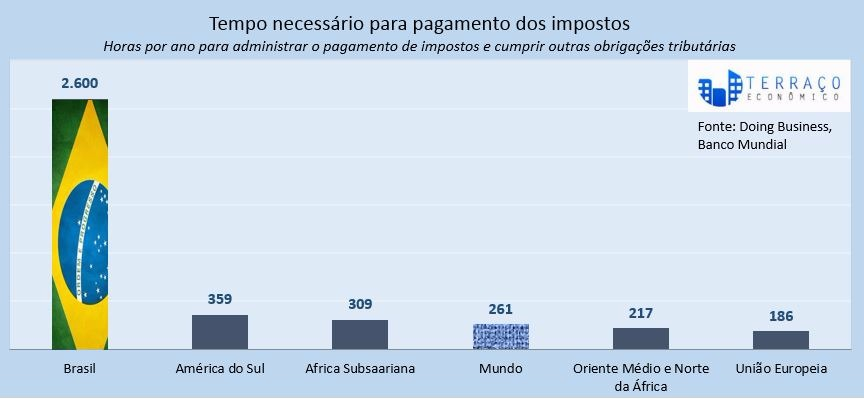 Tempo necessário para pagamento dos impostos
Horas por ano para administrar o pagamento de impostos e cumprir outras obrigações tributárias
2.600
TERRAÇO
ECONÔMICO
Fonte: Doing Business,
Banco Mundial
ORDEM E PROGRESSO
359
309
261
217
186
Brasil
América do Sul
Africa Subsaariana
Mundo
Oriente Médio e Norte
da África
União Europeia